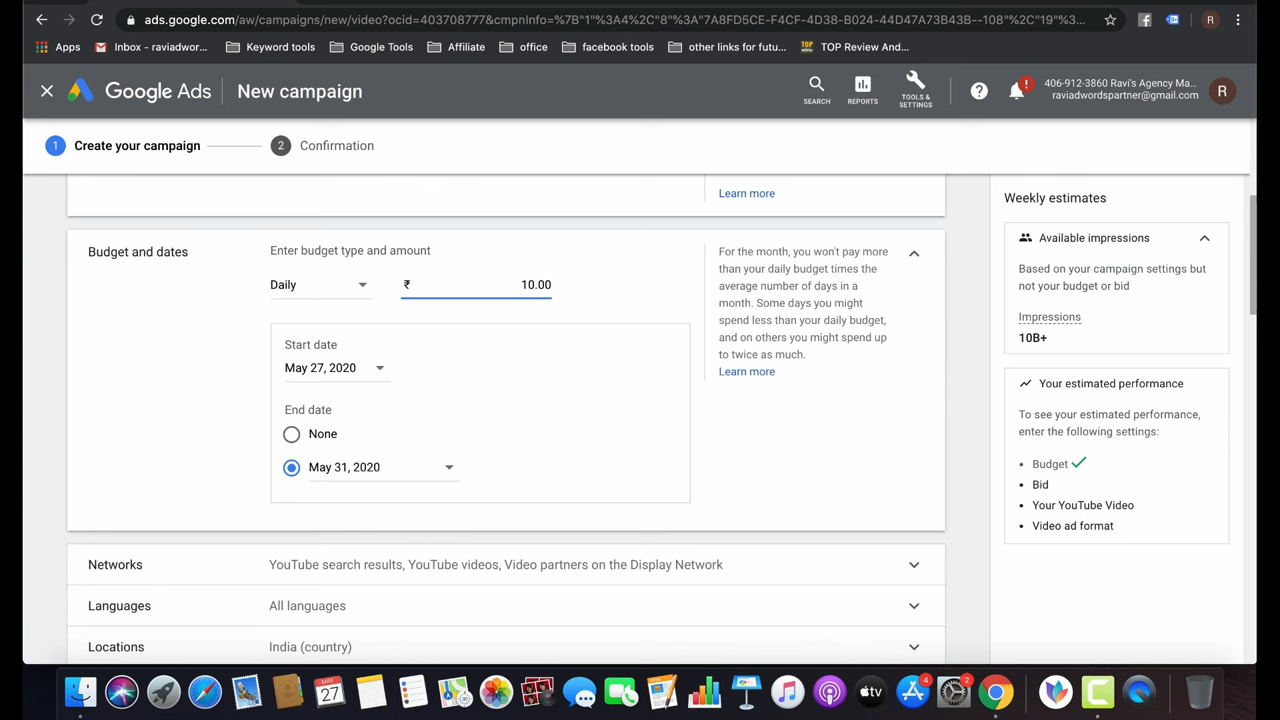 ads.google.com/aw/campaigns/new/video?ocid=403708777&cmpnInfo=%7B"1"%3A4%2C"8"%3A"7A8FD5CE-F4CF-4D38-B024-44D47A73B43B--108"%2C"19"%3...
R
Apps
Inbox - raviadwor...
Keyword tools
Google Tools
Affiliate
office
facebook tools
other links for futu...
TOP Review And...
Google Ads
New campaign
SEARCH
REPORTS
TOOLS &
SETTINGS
406-912-3860 Ravi's Agency Ma...
raviadwordspartner@gmail.com
R
1 Create your campaign
2 Confirmation
Learn more
Budget and dates
Enter budget type and amount
Daily
₹ 10.00
Start date
May 27, 2020
End date
None
May 31, 2020
For the month, you won't pay more
than your daily budget times the
average number of days in a
month. Some days you might
spend less than your daily budget,
and on others you might spend up
to twice as much.
Learn more
Networks
YouTube search results, YouTube videos, Video partners on the Display Network
Languages
All languages
Locations
India (country)
Weekly estimates
Available impressions
Based on your campaign settings but
not your budget or bid
Impressions
10B+
Your estimated performance
To see your estimated performance,
enter the following settings:
• Budget
• Bid
• Your YouTube Video
• Video ad format
MAY
27
tv
4
2